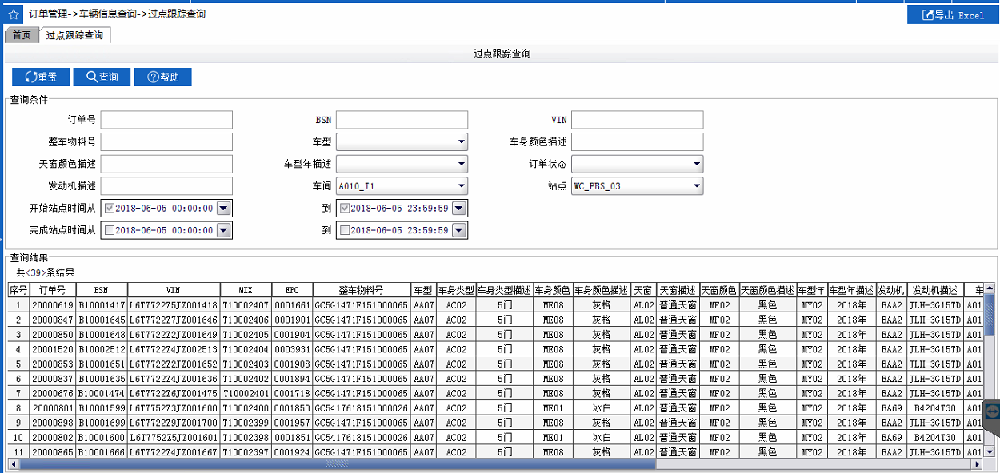 订单管理->车辆信息查询->过点跟踪查询
导出 Excel
首页 过点跟踪查询
过点跟踪查询
重置 查询 帮助
查询条件
订单号 BSN VIN
整车物料号 车型 车身颜色描述
天窗颜色描述 车型年描述 订单状态
发动机描述 车间 A010_I1 站点 WC_PBS_03
开始站点时间从 2018-06-05 00:00:00 到 2018-06-05 23:59:59
完成站点时间从 2018-06-05 00:00:00 到 2018-06-05 23:59:59
查询结果
共<39>条结果
序号 订单号 BSN VIN MIX EPC 整车物料号 车型 车身类型 车身类型描述 车身颜色 车身颜色描述 天窗 天窗描述 天窗颜色 天窗颜色描述 车型年 车型年描述 发动机 发动机描述 车
1 20000619 B10001417 L6T7722Z5JZ001418 T10002407 0001661 GC5G1471F151000065 AA07 AC02 5门 ME08 灰格 AL02 普通天窗 MF02 黑色 MY02 2018年 BAA2 JLH-3G15TD A01
2 20000847 B10001645 L6T7722Z7JZ001646 T10002406 0001901 GC5G1471F151000065 AA07 AC02 5门 ME08 灰格 AL02 普通天窗 MF02 黑色 MY02 2018年 BAA2 JLH-3G15TD A01
3 20000850 B10001648 L6T7722Z2JZ001649 T10002405 0001904 GC5G1471F151000065 AA07 AC02 5门 ME08 灰格 AL02 普通天窗 MF02 黑色 MY02 2018年 BAA2 JLH-3G15TD A01
4 20001520 B10002512 L6T7722Z4JZ002513 T10002404 0003931 GC5G1471F151000065 AA07 AC02 5门 ME08 灰格 AL02 普通天窗 MF02 黑色 MY02 2018年 BAA2 JLH-3G15TD A01
5 20000853 B10001651 L6T7722Z2JZ001652 T10002403 0001908 GC5G1471F151000065 AA07 AC02 5门 ME08 灰格 AL02 普通天窗 MF02 黑色 MY02 2018年 BAA2 JLH-3G15TD A01
6 20000837 B10001635 L6T7722Z4JZ001636 T10002402 0001894 GC5G1471F151000065 AA07 AC02 5门 ME08 灰格 AL02 普通天窗 MF02 黑色 MY02 2018年 BAA2 JLH-3G15TD A01
7 20000676 B10001474 L6T7722Z6JZ001475 T10002401 0001718 GC5G1471F151000065 AA07 AC02 5门 ME08 灰格 AL02 普通天窗 MF02 黑色 MY02 2018年 BAA2 JLH-3G15TD A01
8 20000801 B10001599 L6T7752Z3JZ001600 T10002400 0001850 GC5417618151000026 AA07 AC02 5门 ME01 冰白 AL02 普通天窗 MF02 黑色 MY02 2018年 BA69 B4204T30 A01
9 20000898 B10001699 L6T7722Z9JZ001700 T10002399 0001957 GC5G1471F151000065 AA07 AC02 5门 ME08 灰格 AL02 普通天窗 MF02 黑色 MY02 2018年 BAA2 JLH-3G15TD A01
10 20000802 B10001600 L6T7752Z5JZ001601 T10002398 0001851 GC5417618151000026 AA07 AC02 5门 ME01 冰白 AL02 普通天窗 MF02 黑色 MY02 2018年 BA69 B4204T30 A01
11 20000865 B10001666 L6T7722Z4JZ001667 T10002397 0001924 GC5G1471F151000065 AA07 AC02 5门 ME08 灰格 AL02 普通天窗 MF02 黑色 MY02 2018年 BAA2 JLH-3G15TD A01